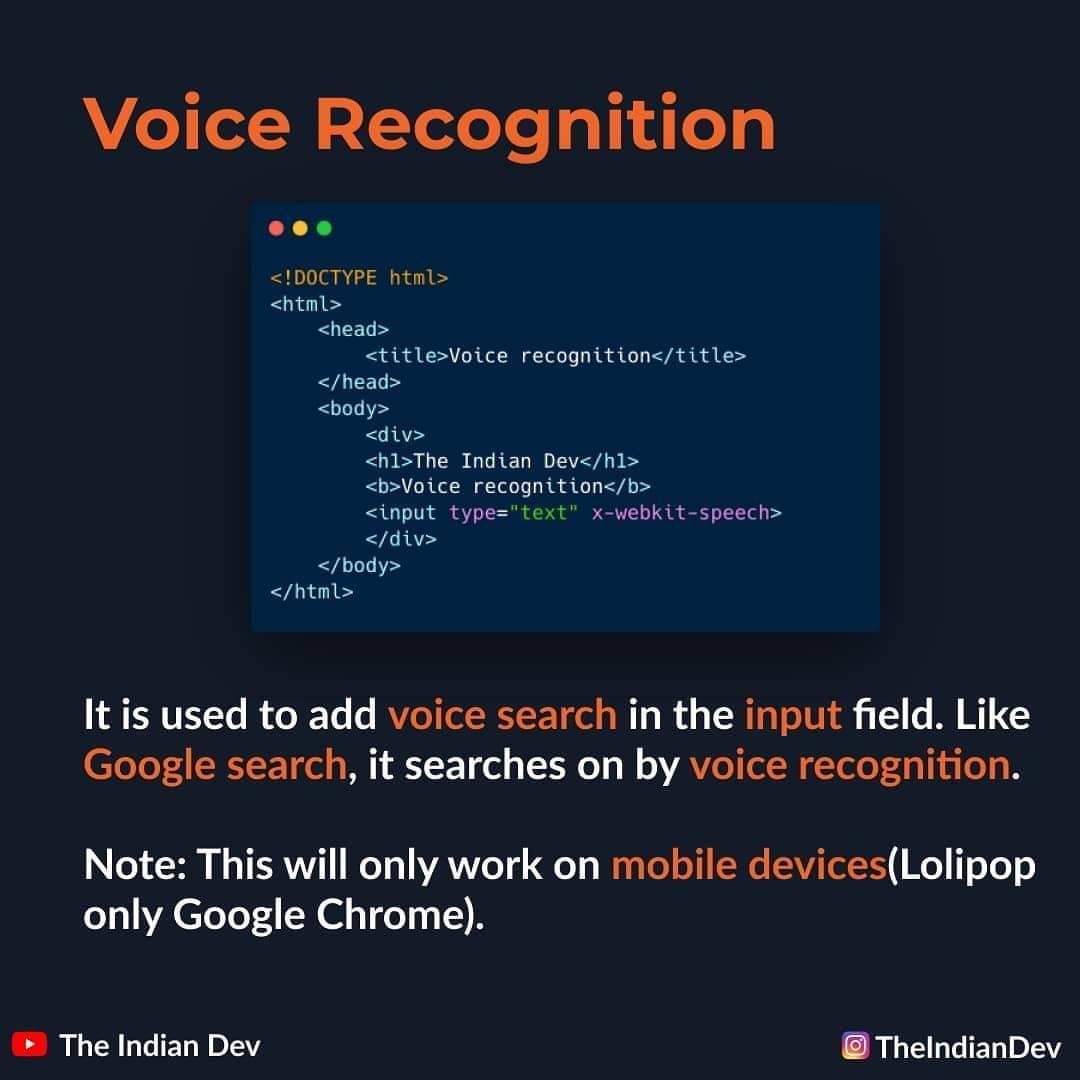 Voice Recognition
<!DOCTYPE html>
<html>
    <head>
        <title>Voice recognition</title>
    </head>
    <body>
        <div>
        <h1>The Indian Dev</h1>
        <b>Voice recognition</b>
        <input type="text" x-webkit-speech>
        </div>
    </body>
</html>
It is used to add voice search in the input field. Like
Google search, it searches on by voice recognition.
Note: This will only work on mobile devices(Lolipop
only Google Chrome).
The Indian Dev
TheIndianDev